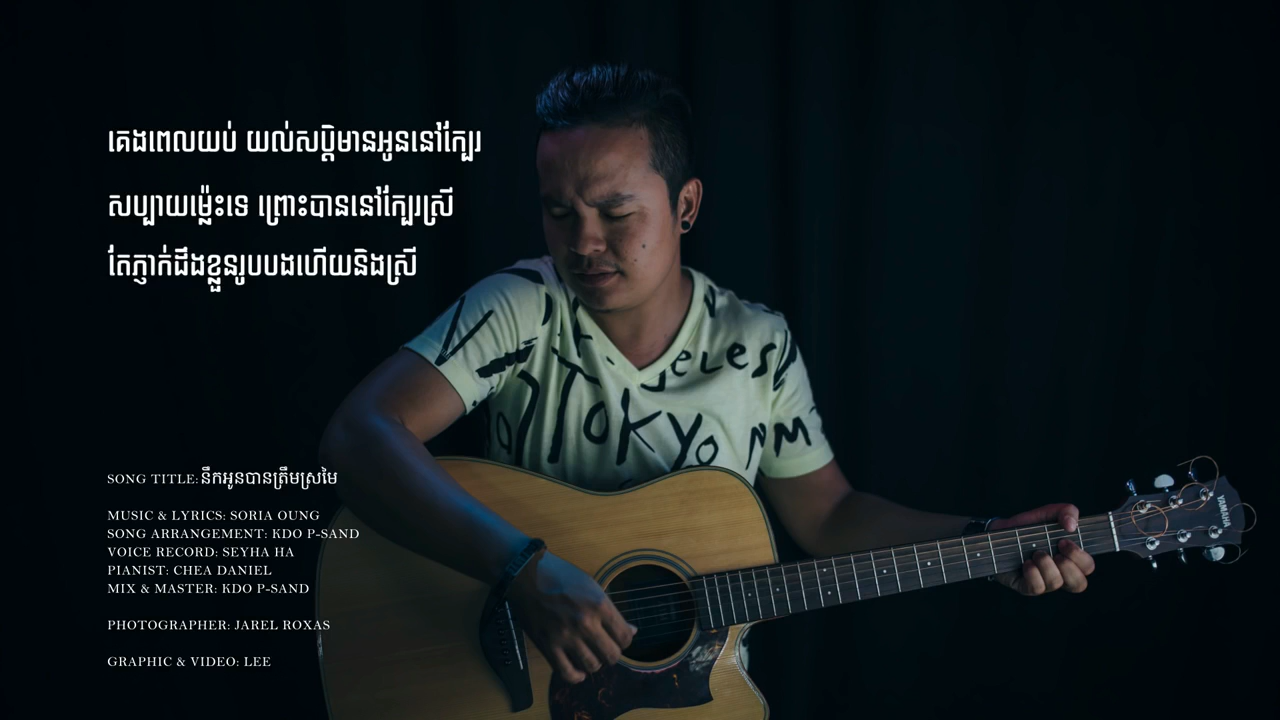 គេងពេលយប់ យល់សប្តិមានអូននៅក្បែរ
សប្បាយម្ល៉េះទេ ព្រោះបាននៅក្បែរស្រី
តែភ្ញាក់ដឹងខ្លួនរូបបងហើយនិងស្រី
SONG TITLE: នឹកអូនបានត្រឹមស្រមៃ
MUSIC & LYRICS: SORIA OUNG
SONG ARRANGEMENT: KDO P-SAND
VOICE RECORD: SEYHA HA
PIANIST: CHEA DANIEL
MIX & MASTER: KDO P-SAND
PHOTOGRAPHER: JAREL ROXAS
GRAPHIC & VIDEO: LEE
TOKYO
YAMAHA